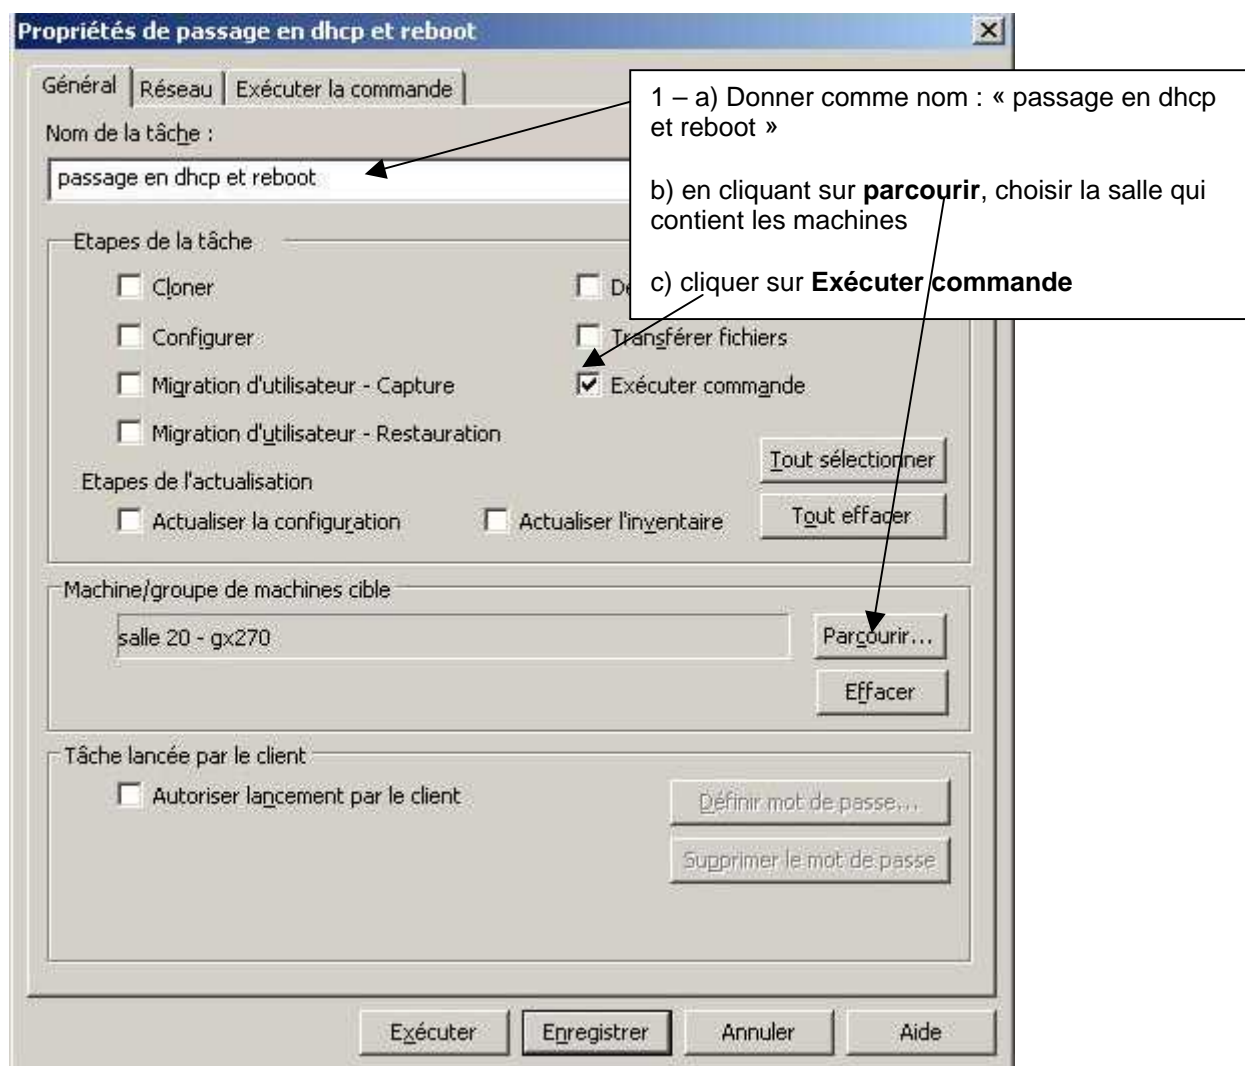 Propriétés de passage en dhcp et reboot
Général Réseau Exécuter la commande
1 – a) Donner comme nom : « passage en dhcp
et reboot »
b) en cliquant sur parcourir, choisir la salle qui
contient les machines
c) cliquer sur Exécuter commande
Nom de la tâche :
passage en dhcp et reboot
Etapes de la tâche
Cloner
Configurer
Transférer fichiers
Migration d'utilisateur - Capture
Exécuter commande
Migration d'utilisateur - Restauration
Tout sélectionner
Etapes de l'actualisation
Actualiser la configuration
Actualiser l'inventaire
Tout effacer
Machine/groupe de machines cible
salle 20 - gx270
Parcourir...
Effacer
Tâche lancée par le client
Autoriser lancement par le client
Définir mot de passe...
Supprimer le mot de passe
Exécuter Enregistrer Annuler Aide